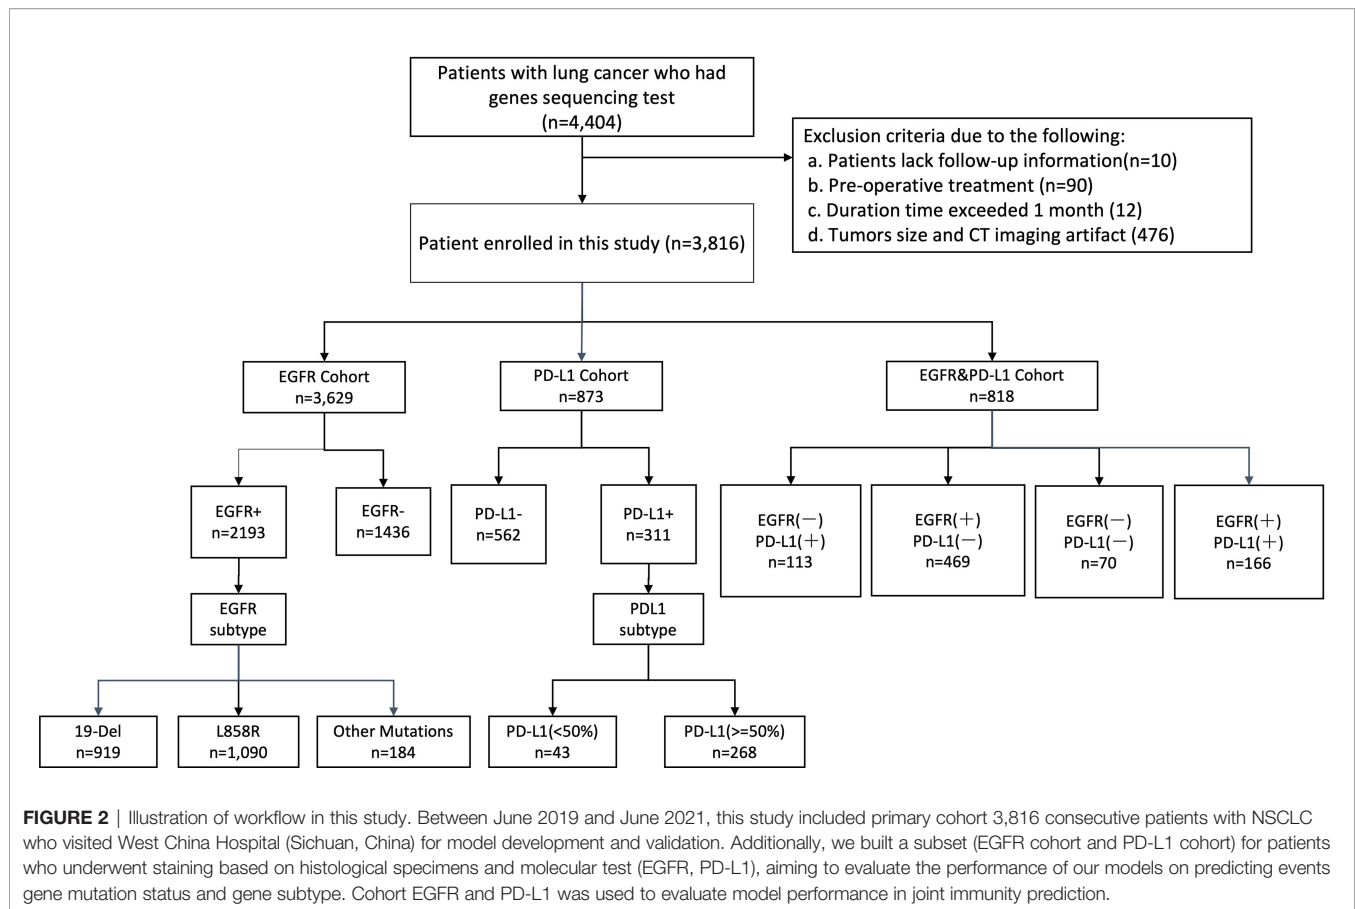 Patients with lung cancer who had
genes sequencing test
(n=4,404)
Exclusion criteria due to the following:
a. Patients lack follow-up information(n=10)
b. Pre-operative treatment (n=90)
c. Duration time exceeded 1 month (12)
d. Tumors size and CT imaging artifact (476)
Patient enrolled in this study (n=3,816)
EGFR Cohort
n=3,629
PD-L1 Cohort
n=873
EGFR&PD-L1 Cohort
n=818
EGFR+
n=2193
EGFR-
n=1436
PD-L1-
n=562
PD-L1+
n=311
EGFR(－)
PD-L1(＋)
n=113
EGFR(＋)
PD-L1(－)
n=469
EGFR(－)
PD-L1(－)
n=70
EGFR(＋)
PD-L1(＋)
n=166
EGFR
subtype
PDL1
subtype
19-Del
n=919
L858R
n=1,090
Other Mutations
n=184
PD-L1(<50%)
n=43
PD-L1(>=50%)
n=268
FIGURE 2 | Illustration of workflow in this study. Between June 2019 and June 2021, this study included primary cohort 3,816 consecutive patients with NSCLC
who visited West China Hospital (Sichuan, China) for model development and validation. Additionally, we built a subset (EGFR cohort and PD-L1 cohort) for patients
who underwent staining based on histological specimens and molecular test (EGFR, PD-L1), aiming to evaluate the performance of our models on predicting events
gene mutation status and gene subtype. Cohort EGFR and PD-L1 was used to evaluate model performance in joint immunity prediction.